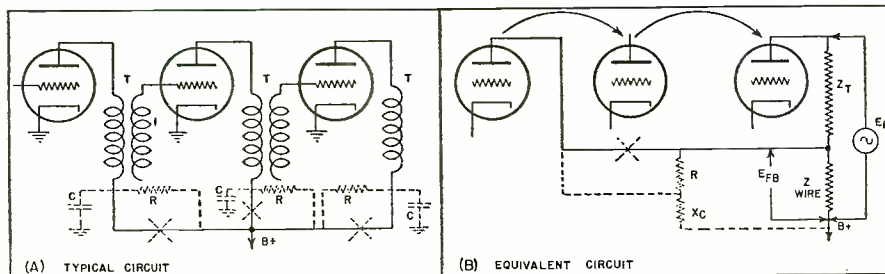 T
T
T
C
R
C
R
R
C
B+
(A) TYPICAL CIRCUIT
ZT
R
EFB
Z
WIRE
XC
B+
(B) EQUIVALENT CIRCUIT